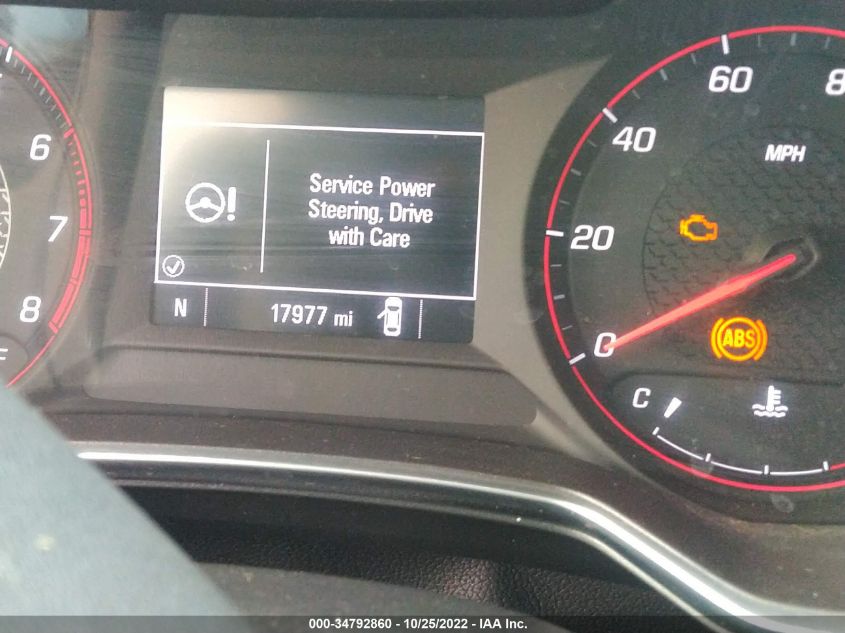 6
7
8
F
Service Power
Steering, Drive
with Care
N
17977 mi
0
20
40
60
8
MPH
ABS
C
000-34792860 - 10/25/2022 - IAA Inc.